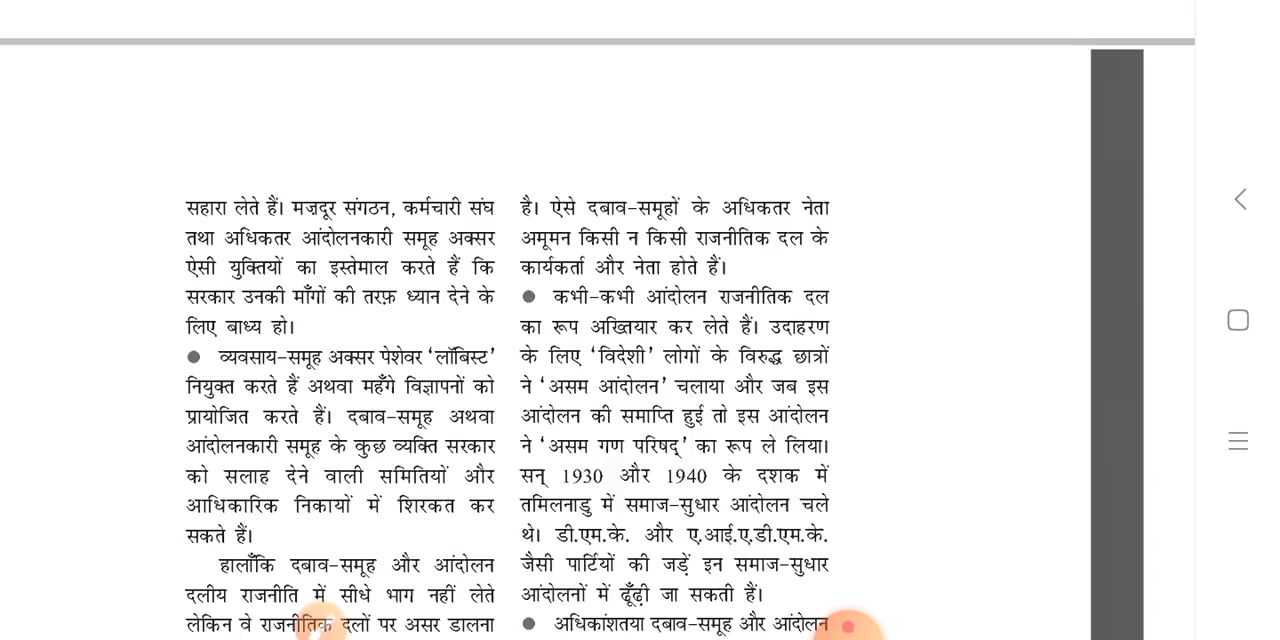 सहारा लेते हैं। मज़दूर संगठन, कर्मचारी संघ
तथा अधिकतर आंदोलनकारी समूह अक्सर
ऐसी युक्तियों का इस्तेमाल करते हैं कि
सरकार उनकी माँगों की तरफ़ ध्यान देने के
लिए बाध्य हो।
● व्यवसाय-समूह अक्सर पेशेवर ‘लॉबिस्ट’
नियुक्त करते हैं अथवा महँगे विज्ञापनों को
प्रायोजित करते हैं। दबाव-समूह अथवा
आंदोलनकारी समूह के कुछ व्यक्ति सरकार
को सलाह देने वाली समितियों और
आधिकारिक निकायों में शिरकत कर
सकते हैं।
हालाँकि दबाव-समूह और आंदोलन
दलीय राजनीति में सीधे भाग नहीं लेते
लेकिन वे राजनीतिक दलों पर असर डालना
है। ऐसे दबाव-समूहों के अधिकतर नेता
अमूमन किसी न किसी राजनीतिक दल के
कार्यकर्ता और नेता होते हैं।
● कभी-कभी आंदोलन राजनीतिक दल
का रूप अख्तियार कर लेते हैं। उदाहरण
के लिए ‘विदेशी’ लोगों के विरुद्ध छात्रों
ने ‘असम आंदोलन’ चलाया और जब इस
आंदोलन की समाप्ति हुई तो इस आंदोलन
ने ‘असम गण परिषद्’ का रूप ले लिया।
सन् 1930 और 1940 के दशक में
तमिलनाडु में समाज-सुधार आंदोलन चले
थे। डी.एम.के. और ए.आई.ए.डी.एम.के.
जैसी पार्टियों की जड़ें इन समाज-सुधार
आंदोलनों में ढूँढ़ी जा सकती हैं।
● अधिकांशतया दबाव-समूह और आंदोलन